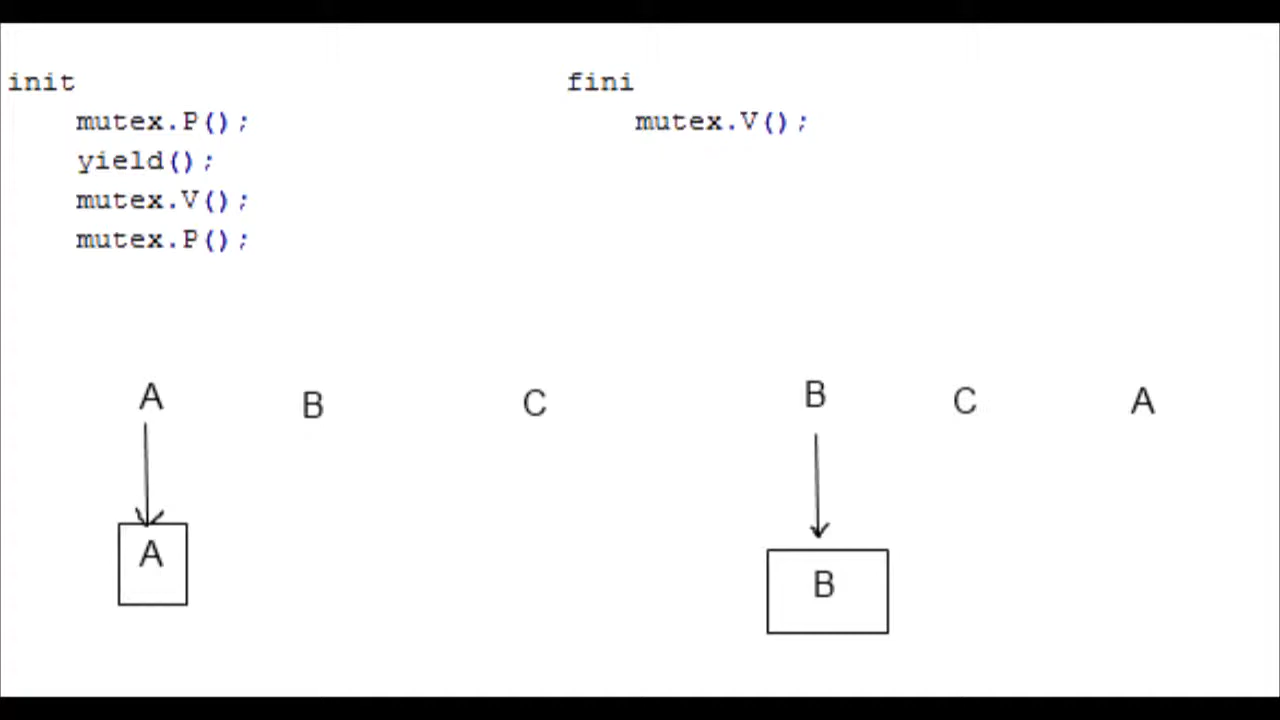 init
mutex.P();
yield();
mutex.V();
mutex.P();
fini
mutex.V();
A B C B C A
A B